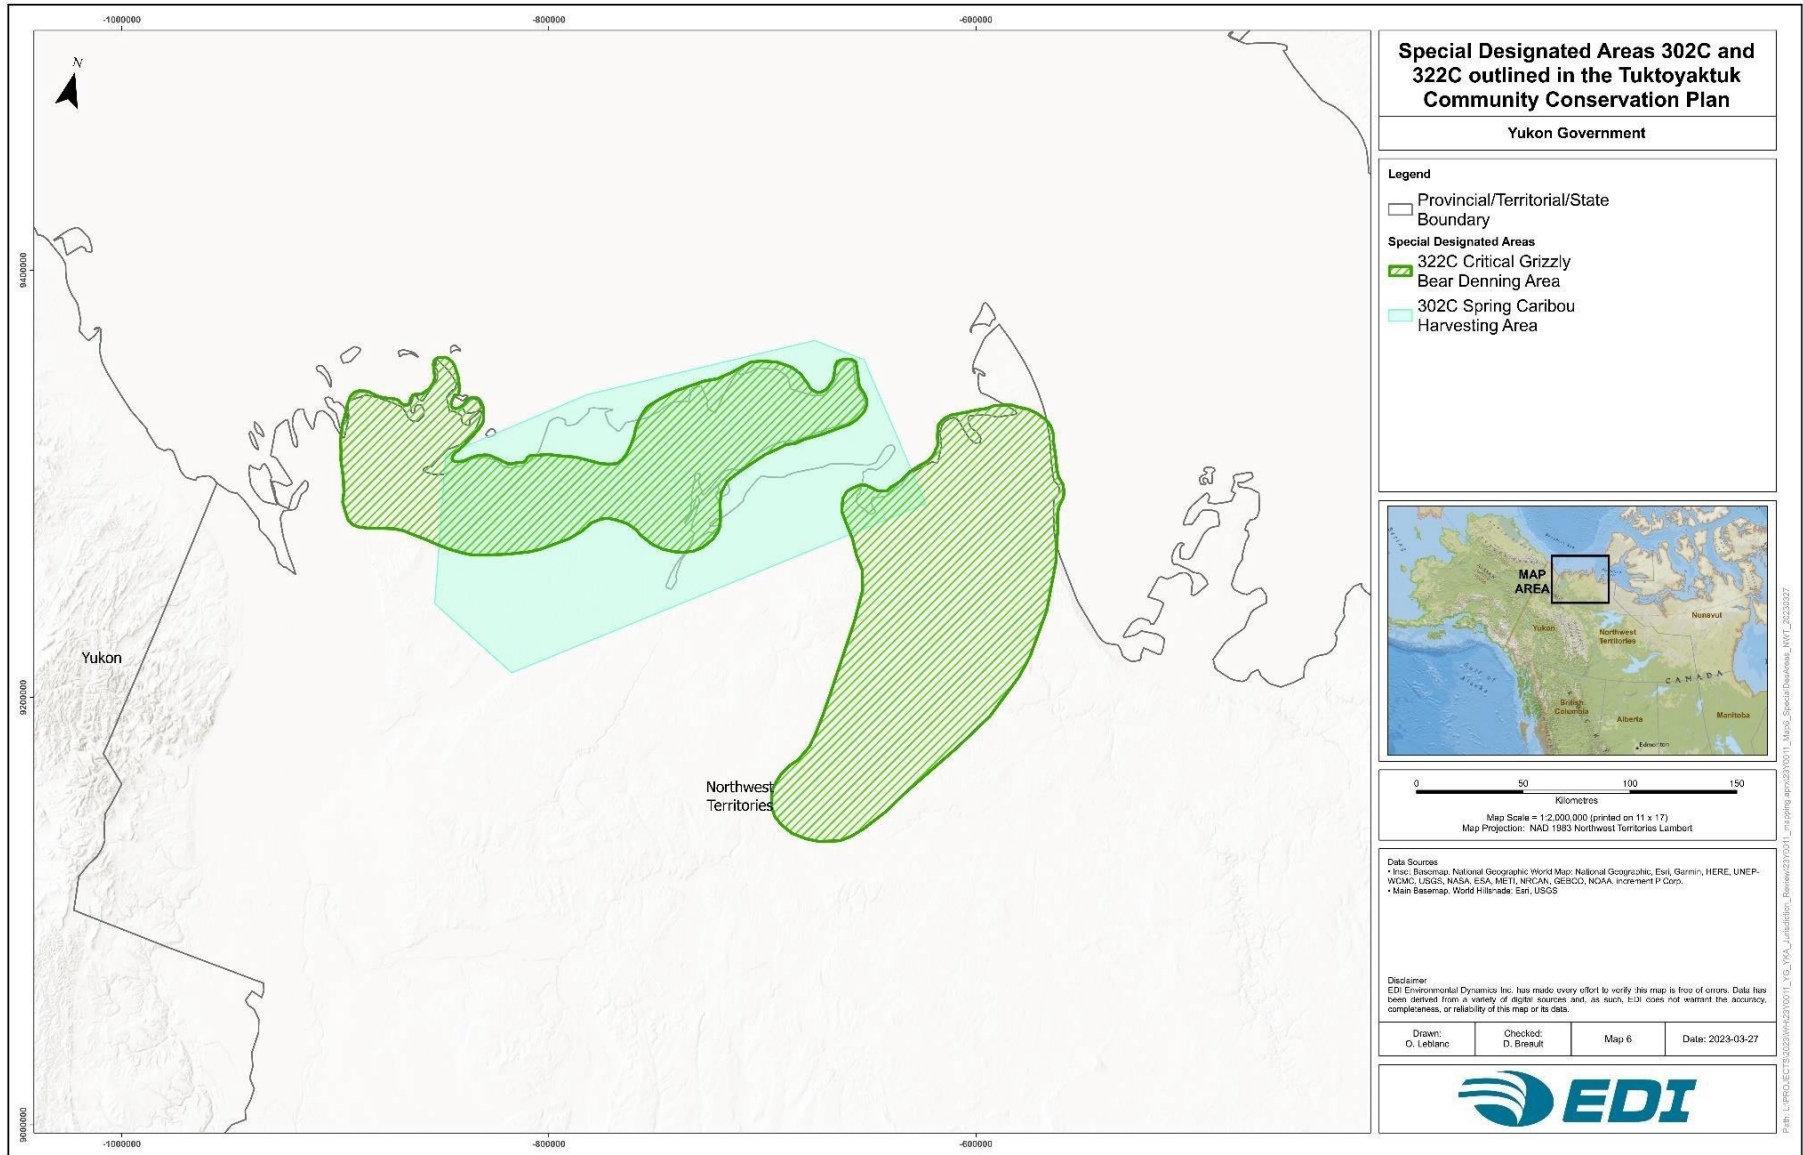 -1000000
-800000
-600000
N
9400000
9200000
9000000
Yukon
Northwest
Territories
-1000000
-800000
-600000
Special Designated Areas 302C and
322C outlined in the Tuktoyaktuk
Community Conservation Plan
Yukon Government
Legend
Provincial/Territorial/State
Boundary
Special Designated Areas
322C Critical Grizzly
Bear Denning Area
302C Spring Caribou
Harvesting Area
MAP
AREA
Yukon
Northwest
Territories
Nunavut
Gulf of
Alaska
CANADA
British
Columbia
Alberta
Manitoba
Edmonton
0 50 100 150
Kilometres
Map Scale = 1:2,000,000 (printed on 11 x 17)
Map Projection: NAD 1983 Northwest Territories Lambert
Data Sources
• Inset Basemap. National Geographic World Map: National Geographic, Esri, Garmin, HERE, UNEP-
WCMC, USGS, NASA, ESA, METI, NRCAN, GEBCO, NOAA, increment P Corp.
• Main Basemap. World Hillshade: Esri, USGS
Disclaimer
EDI Environmental Dynamics Inc. has made every effort to verify this map is free of errors. Data has
been derived from a variety of digital sources and, as such, EDI does not warrant the accuracy,
completeness, or reliability of this map or its data.
Drawn:
O. Leblanc
Checked:
D. Breault
Map 6
Date: 2023-03-27
EDI